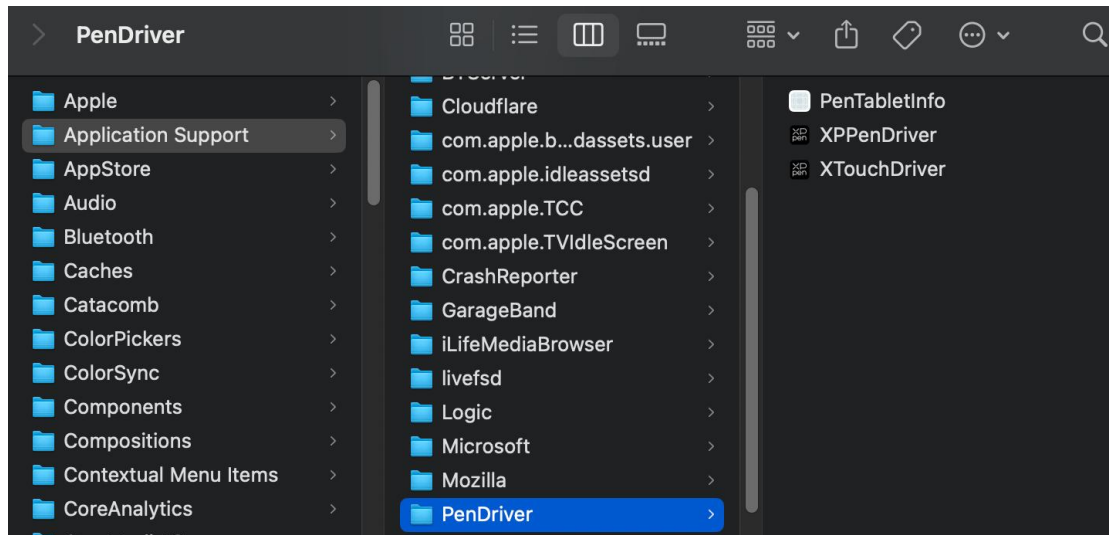 PenDriver
Apple
Application Support
AppStore
Audio
Bluetooth
Caches
Catacomb
ColorPickers
ColorSync
Components
Compositions
Contextual Menu Items
CoreAnalytics
Cloudflare
com.apple.b...dassets.user
com.apple.idleassetsd
com.apple.TCC
com.apple.TVIdleScreen
CrashReporter
GarageBand
iLifeMediaBrowser
livefsd
Logic
Microsoft
Mozilla
PenDriver
PenTabletInfo
XPPenDriver
XTouchDriver